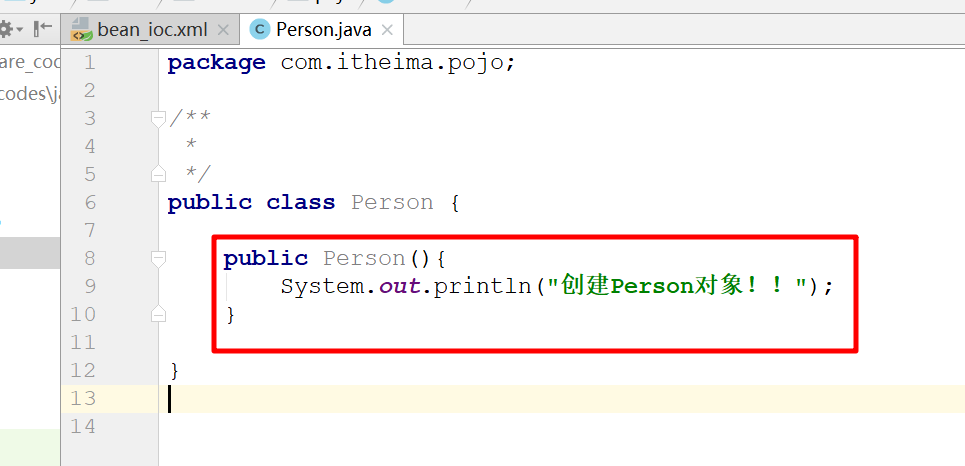 bean_ioc.xml
Person.java
are_cod
codes\ja
1 package com.itheima.pojo;
2
3 /**
4 *
5 */
6 public class Person {
7
8 public Person(){
9 System.out.println("创建Person对象！！");
10 }
11
12 }
13
14